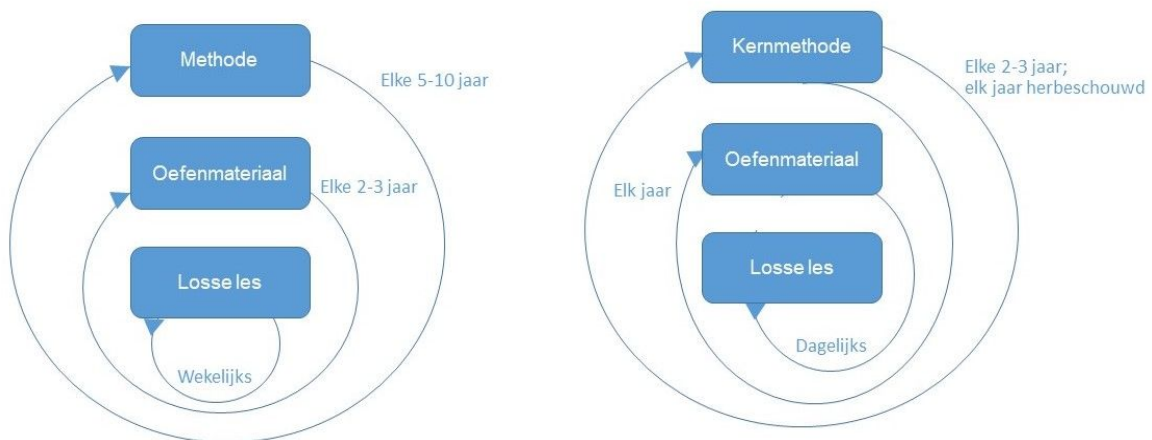 Methode
Elke 5-10 jaar
Oefenmateriaal
Elke 2-3 jaar
Losse les
Wekelijks
Kernmethode
Elke 2-3 jaar;
elk jaar herbeschouwd
Oefenmateriaal
Elk jaar
Losse les
Dagelijks